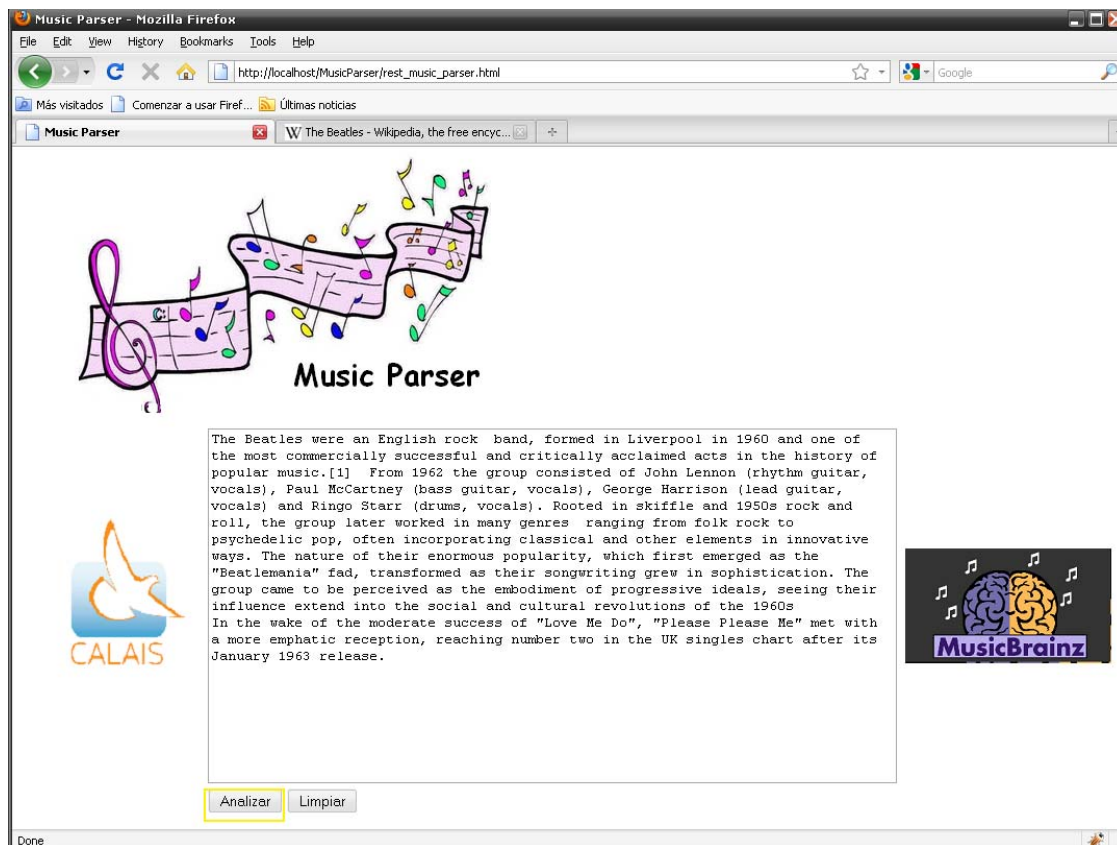 Music Parser - Mozilla Firefox
File Edit View History Bookmarks Tools Help
http://localhost/MusicParser/rest_music_parser.html
Google
Más visitados Comenzar a usar Firef... Últimas noticias
Music Parser
The Beatles - Wikipedia, the free encyc...
Music Parser
The Beatles were an English rock band, formed in Liverpool in 1960 and one of
the most commercially successful and critically acclaimed acts in the history of
popular music.[1] From 1962 the group consisted of John Lennon (rhythm guitar,
vocals), Paul McCartney (bass guitar, vocals), George Harrison (lead guitar,
vocals) and Ringo Starr (drums, vocals). Rooted in skiffle and 1950s rock and
roll, the group later worked in many genres ranging from folk rock to
psychedelic pop, often incorporating classical and other elements in innovative
ways. The nature of their enormous popularity, which first emerged as the
"Beatlemania" fad, transformed as their songwriting grew in sophistication. The
group came to be perceived as the embodiment of progressive ideals, seeing their
influence extend into the social and cultural revolutions of the 1960s
In the wake of the moderate success of "Love Me Do", "Please Please Me" met with
a more emphatic reception, reaching number two in the UK singles chart after its
January 1963 release.
CALAIS
MusicBrainz
Analizar Limpiar
Done